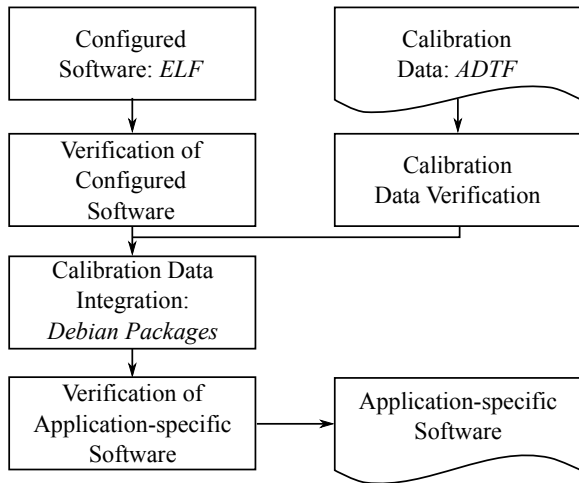 Configured
Software: ELF
Calibration
Data: ADTF
Verification of
Configured
Software
Calibration
Data Verification
Calibration Data
Integration:
Debian Packages
Verification of
Application-specific
Software
Application-specific
Software